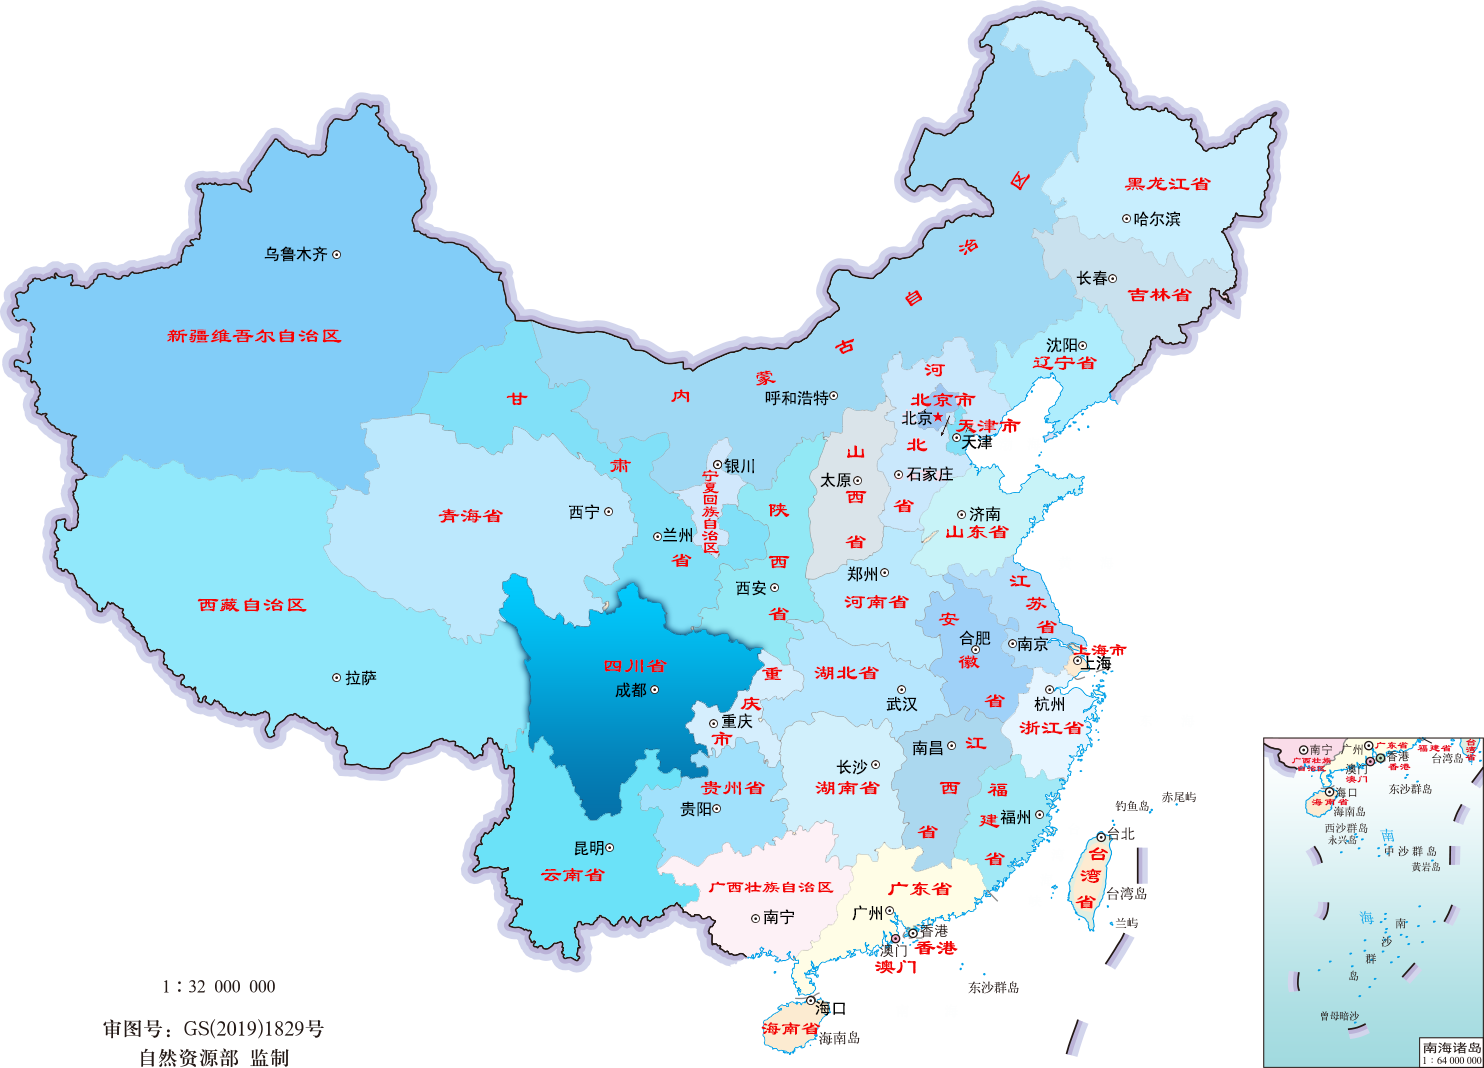 黑龙江省
哈尔滨
内蒙古自治区
乌鲁木齐
新疆维吾尔自治区
长春
吉林省
沈阳
辽宁省
呼和浩特
河北省
北京市
北京
天津市
天津
甘肃省
山西省
太原
石家庄
银川
宁夏回族自治区
青海省
西宁
兰州
陕西省
西安
济南
山东省
郑州
河南省
江苏省
南京
安徽省
合肥
上海市
上海
西藏自治区
拉萨
四川省
成都
重庆市
重庆
湖北省
武汉
杭州
浙江省
南昌
江西省
长沙
湖南省
贵州省
贵阳
福建省
福州
昆明
云南省
广西壮族自治区
南宁
广东省
广州
香港
香港
澳门
澳门
台北
台湾省
台湾岛
钓鱼岛
赤尾屿
兰屿
东沙群岛
海口
海南省
海南岛
1：32 000 000
审图号：GS(2019)1829号
自然资源部 监制
南宁
广西壮族
自治区
广州
广东省
福建省
台湾省
台湾岛
香港
香港
澳门
澳门
海口
海南省
海南岛
东沙群岛
西沙群岛
永兴岛
中沙群岛
黄岩岛
南海
南沙群岛
曾母暗沙
南海诸岛
1：64 000 000